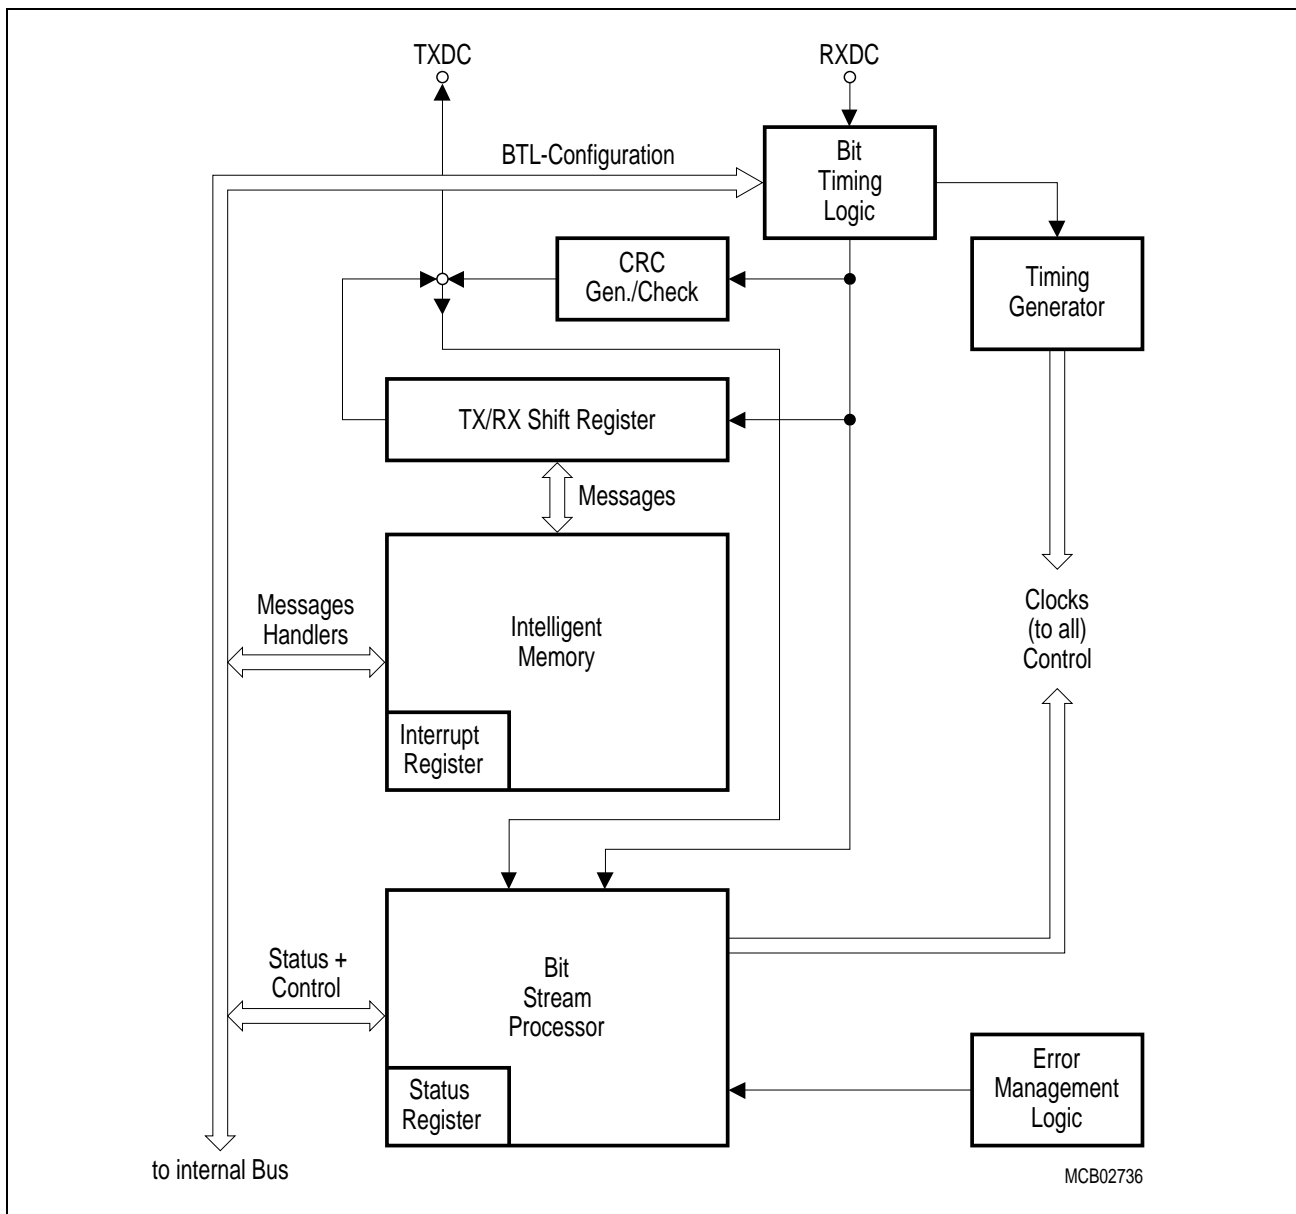 TXDC
RXDC
BTL-Configuration
Bit
Timing
Logic
CRC
Gen./Check
Timing
Generator
TX/RX Shift Register
Messages
Messages
Handlers
Intelligent
Memory
Clocks
(to all)
Control
Interrupt
Register
Status +
Control
Bit
Stream
Processor
Status
Register
Error
Management
Logic
to internal Bus
MCB02736